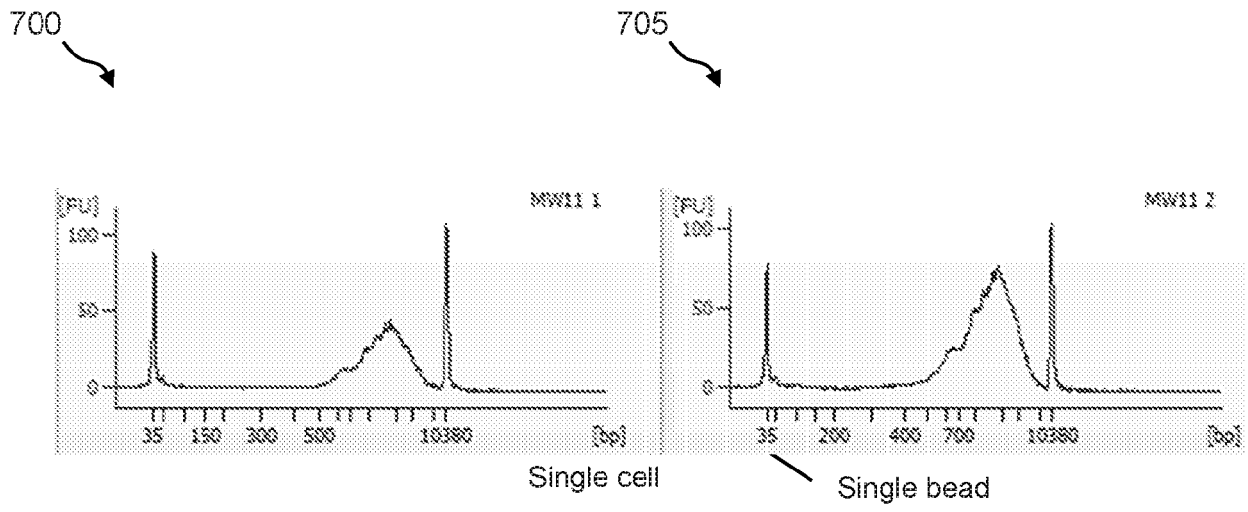 700 705
[FU] MW11 1
100
50
0
35 150 300 500 10380 [bp]
[FU] MW11 2
100
50
0
35 200 400 700 10380 [bp]
Single cell
Single bead